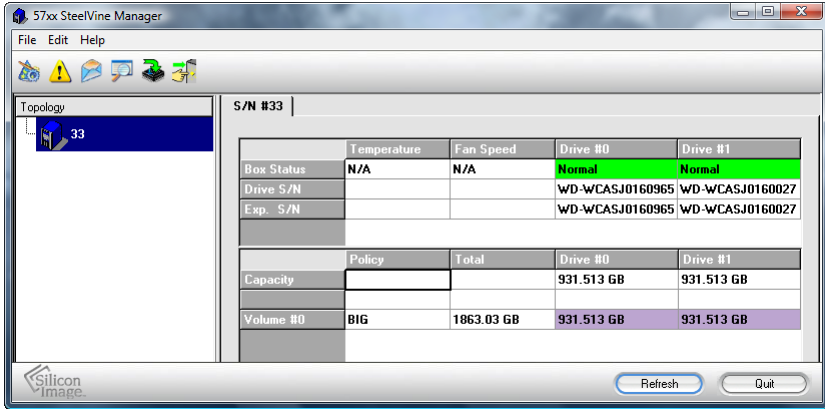 57xx SteelVine Manager
File Edit Help
Topology
33
S/N #33
Temperature Fan Speed Drive #0 Drive #1
Box Status N/A N/A Normal Normal
Drive S/N WD-WCASJ0160965 WD-WCASJ0160027
Exp. S/N WD-WCASJ0160965 WD-WCASJ0160027
Policy Total Drive #0 Drive #1
Capacity 931.513 GB 931.513 GB
Volume #0 BIG 1863.03 GB 931.513 GB 931.513 GB
Silicon
Image.
Refresh Quit